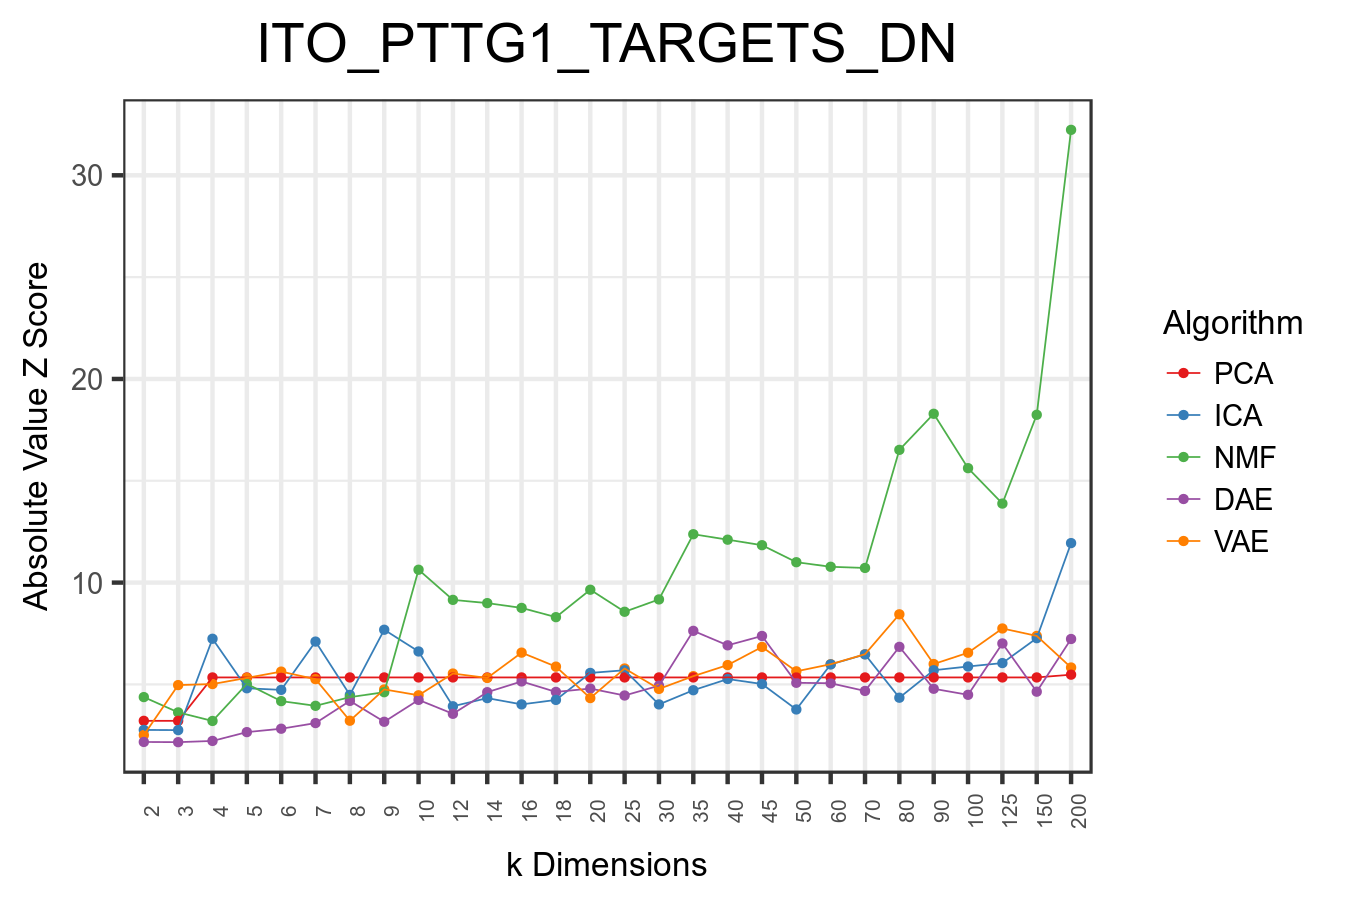 ITO_PTTG1_TARGETS_DN
Absolute Value Z Score
30
20
10
2 3 4 5 6 7 8 9 10 12 14 16 18 20 25 30 35 40 45 50 60 70 80 90 100 125 150 200
k Dimensions
Algorithm
PCA
ICA
NMF
DAE
VAE